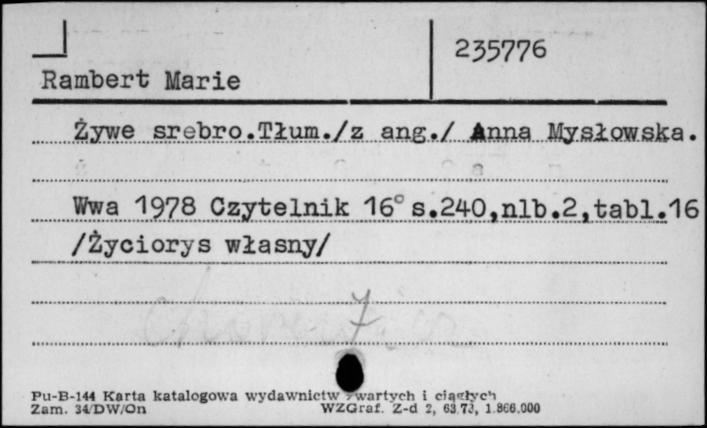 235776
Rambert Marie
Żywe srebro.Tłum./z ang./ Anna Mysłowska.
Wwa 1978 Czytelnik 16° s.240,nlb.2,tabl.16
/Życiorys własny/
7
Pu-B-144 Karta katalogowa wydawnictw zwartych i ciągłych
Zam. 34/DW/On WZGraf. Z-d 2, 63,73, 1.866.000